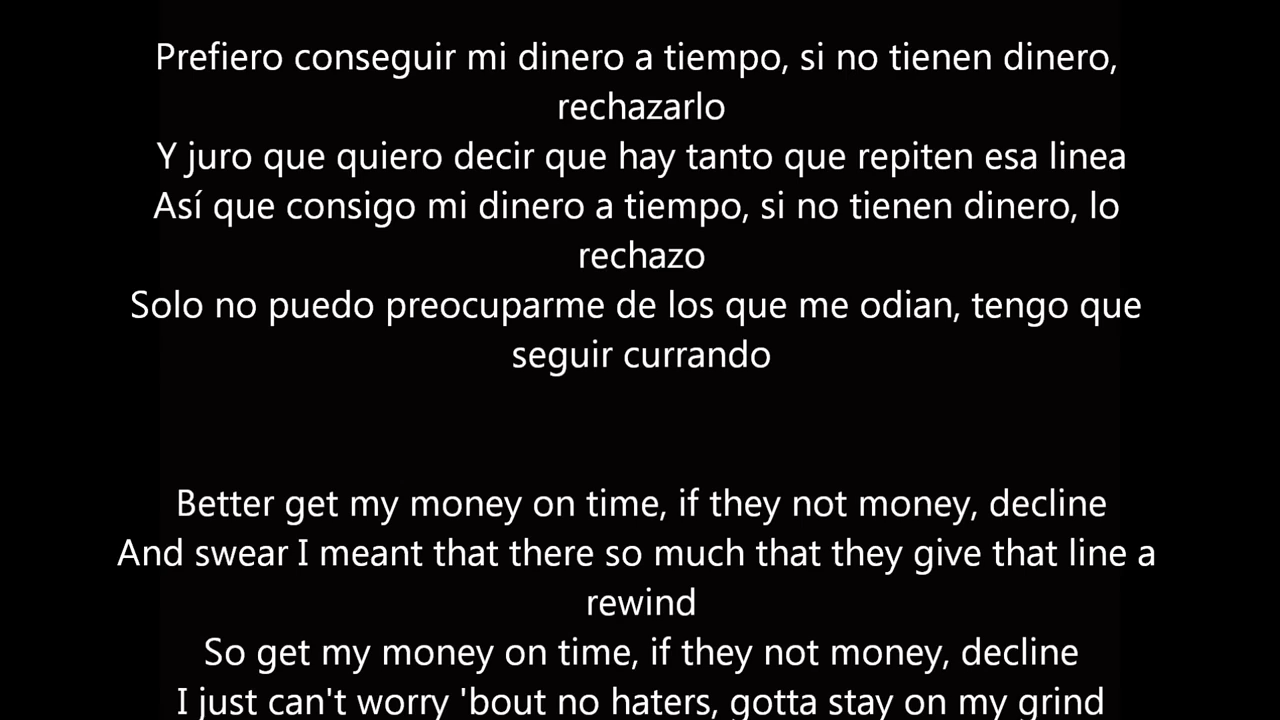 Prefiero conseguir mi dinero a tiempo, si no tienen dinero,
rechazarlo
Y juro que quiero decir que hay tanto que repiten esa linea
Así que consigo mi dinero a tiempo, si no tienen dinero, lo
rechazo
Solo no puedo preocuparme de los que me odian, tengo que
seguir currando
Better get my money on time, if they not money, decline
And swear I meant that there so much that they give that line a
rewind
So get my money on time, if they not money, decline
I just can't worry 'bout no haters, gotta stay on my grind